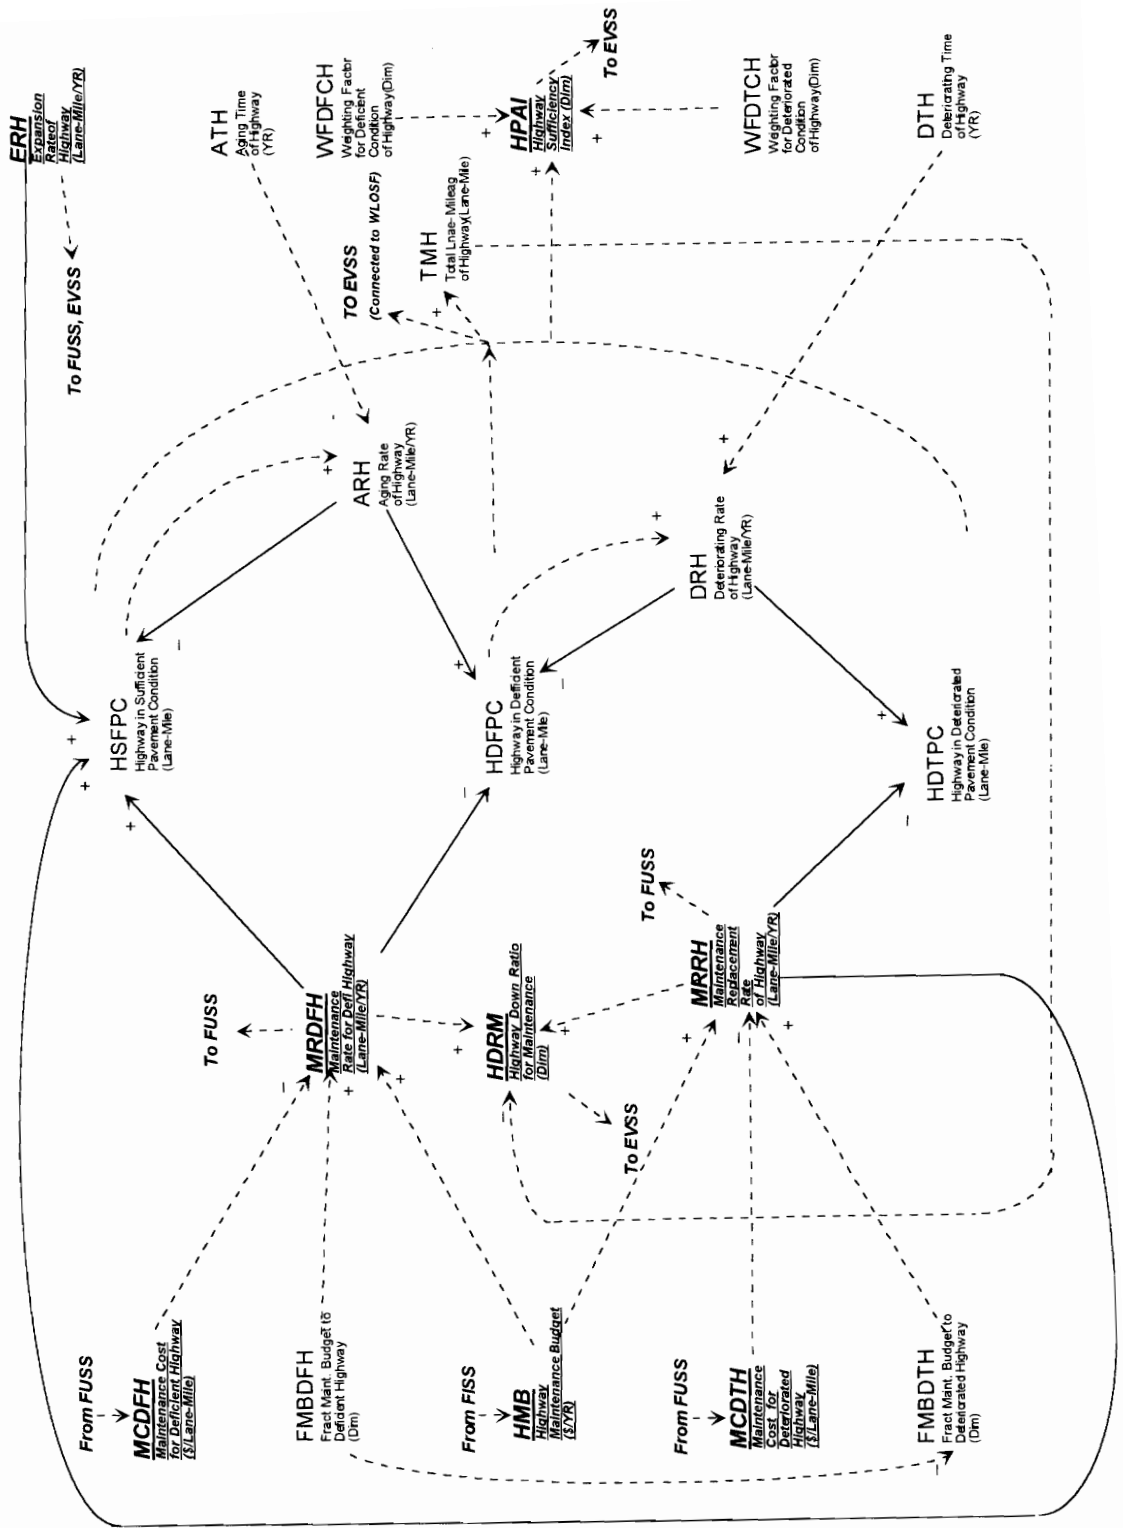 ERH
Expansion
Rateof
Highway
(Lane-Mile/YR)
To FUSS, EVSS
ATH
Aging Time
of Highway
(YR)
WFDFCH
Weighting Factor
for Deficient
Condition
of Highway(Dim)
HPAI
Highway
Sufficiency
Index (Dim)
To EVSS
WFDTCH
Weighting Factor
for Deteriorated
Condition
of Highway(Dim)
DTH
Deteriorating Time
of Highway
(YR)
TO EVSS
(Connected to WLOSF)
TMH
Total Lnae-Mileag
of Highway(Lane-Mile)
ARH
Aging Rate
of Highway
(Lane-Mile/YR)
DRH
Deteriorating Rate
of Highway
(Lane-Mile/YR)
HSFPC
Highway in Sufficient
Pavement Condition
(Lane-Mile)
HDFPC
Highway in Deffident
Pavement Condition
(Lane-Mile)
HDTPC
Highway in Deteriorated
Pavement Condition
(Lane-Mile)
To FUSS
MRDFH
Maintenance
Rate for Defi Highway
(Lane-Mile/YR)
HDRM
Highway Down Ratio
for Maintenance
(Dim)
To EVSS
To FUSS
MRRH
Maintenance
Replacement
Rate
of Highway
(Lane-Mile/YR)
From FUSS
MCDFH
Maintenance Cost
for Deficient Highway
($/Lane-Mile)
FMBDFH
Fract Maint. Budget to
Defident Highway
(Dim)
From FISS
HMB
Highway
Maintenance Budget
($/YR)
From FUSS
MCDTH
Maintenance
Cost for
Deteriorated
Highway
($/Lane-Mile)
FMBDTH
Fract Maint. Budget to
Deteriorated Highway
(Dim)